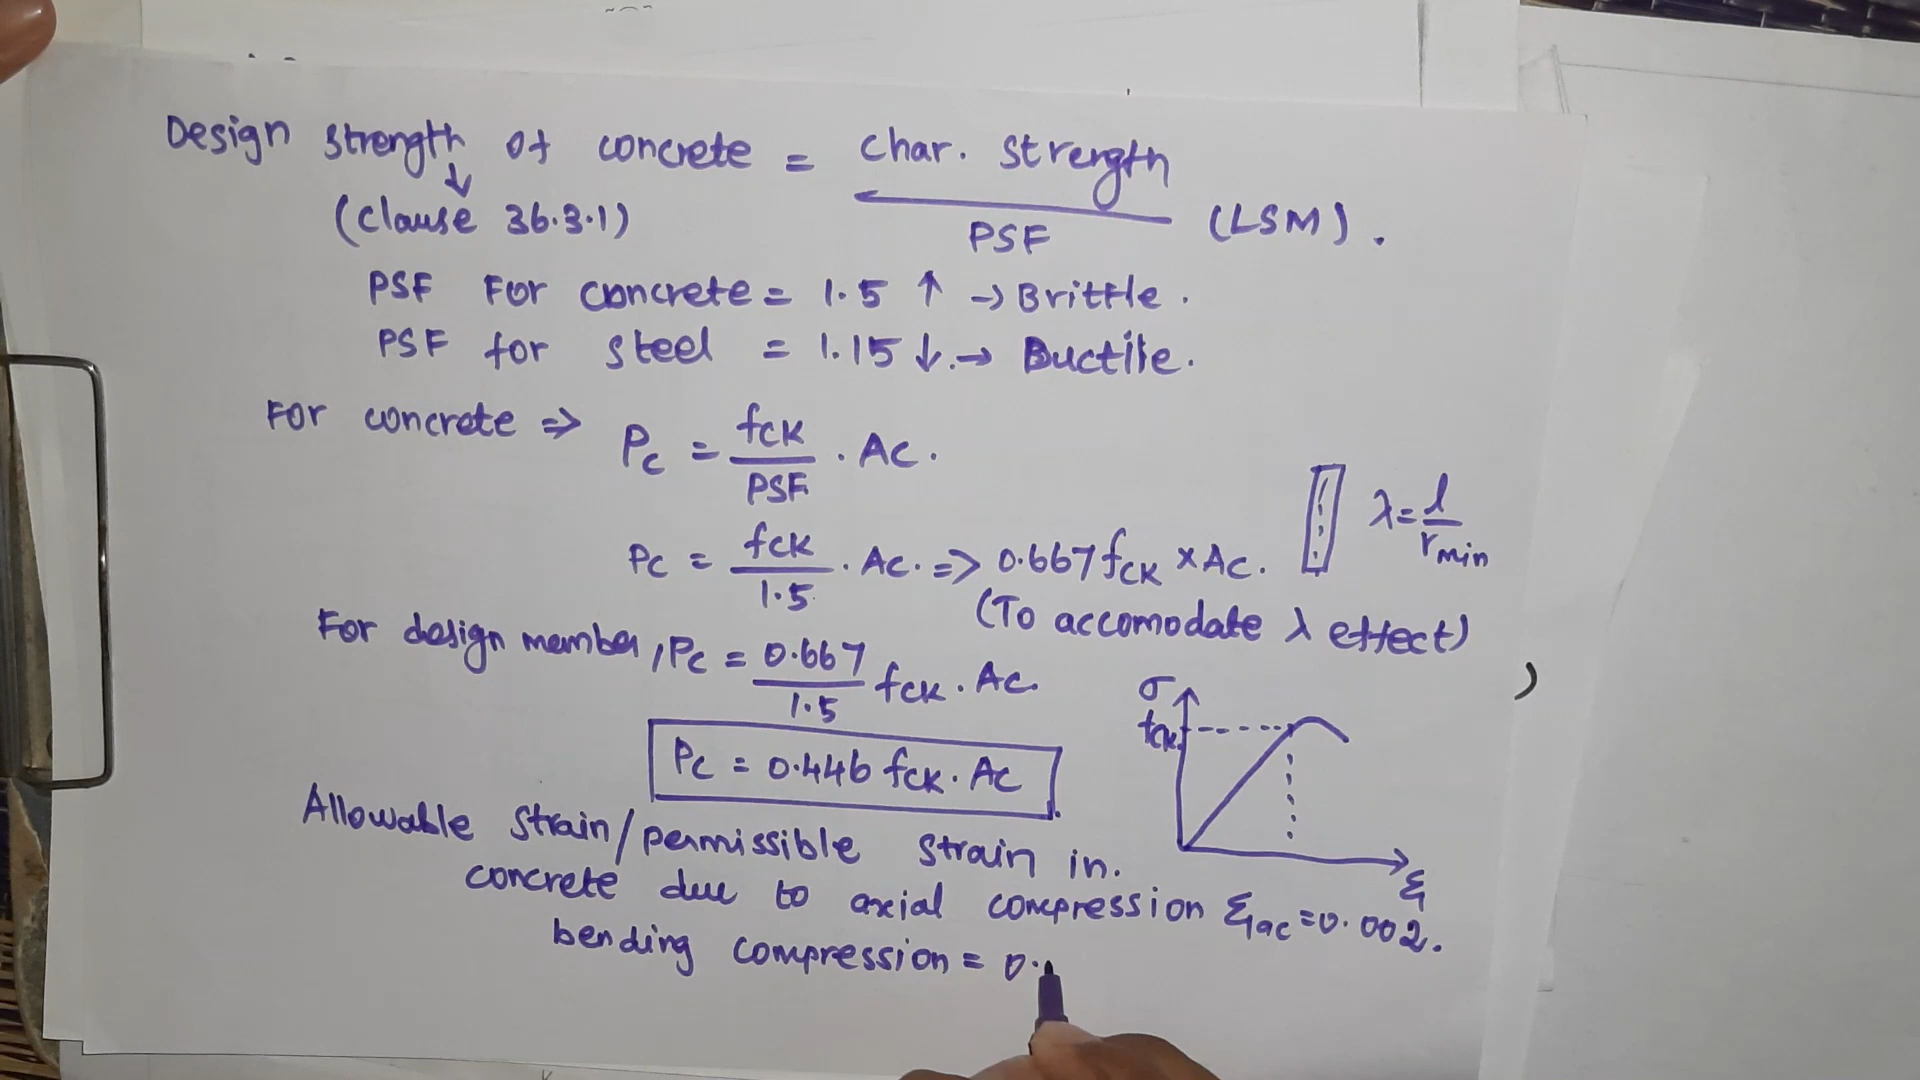 Design strength of concrete = Char. Strength / PSF (LSM).
(Clause 36.3.1)
PSF For concrete = 1.5 ↑ → Brittle.
PSF for steel = 1.15 ↓. → Ductile.
For concrete ⇒ Pc = fck / PSF . Ac.
Pc = fck / 1.5 . Ac. ⇒ 0.667 fck × Ac.
λ = l / rmin
(To accomodate λ effect)
For design member, Pc = 0.667 / 1.5 fck . Ac.
Pc = 0.446 fck . Ac
σ
fck
ε
Allowable strain/permissible strain in.
concrete due to axial compression εac = 0.002.
bending compression = 0.